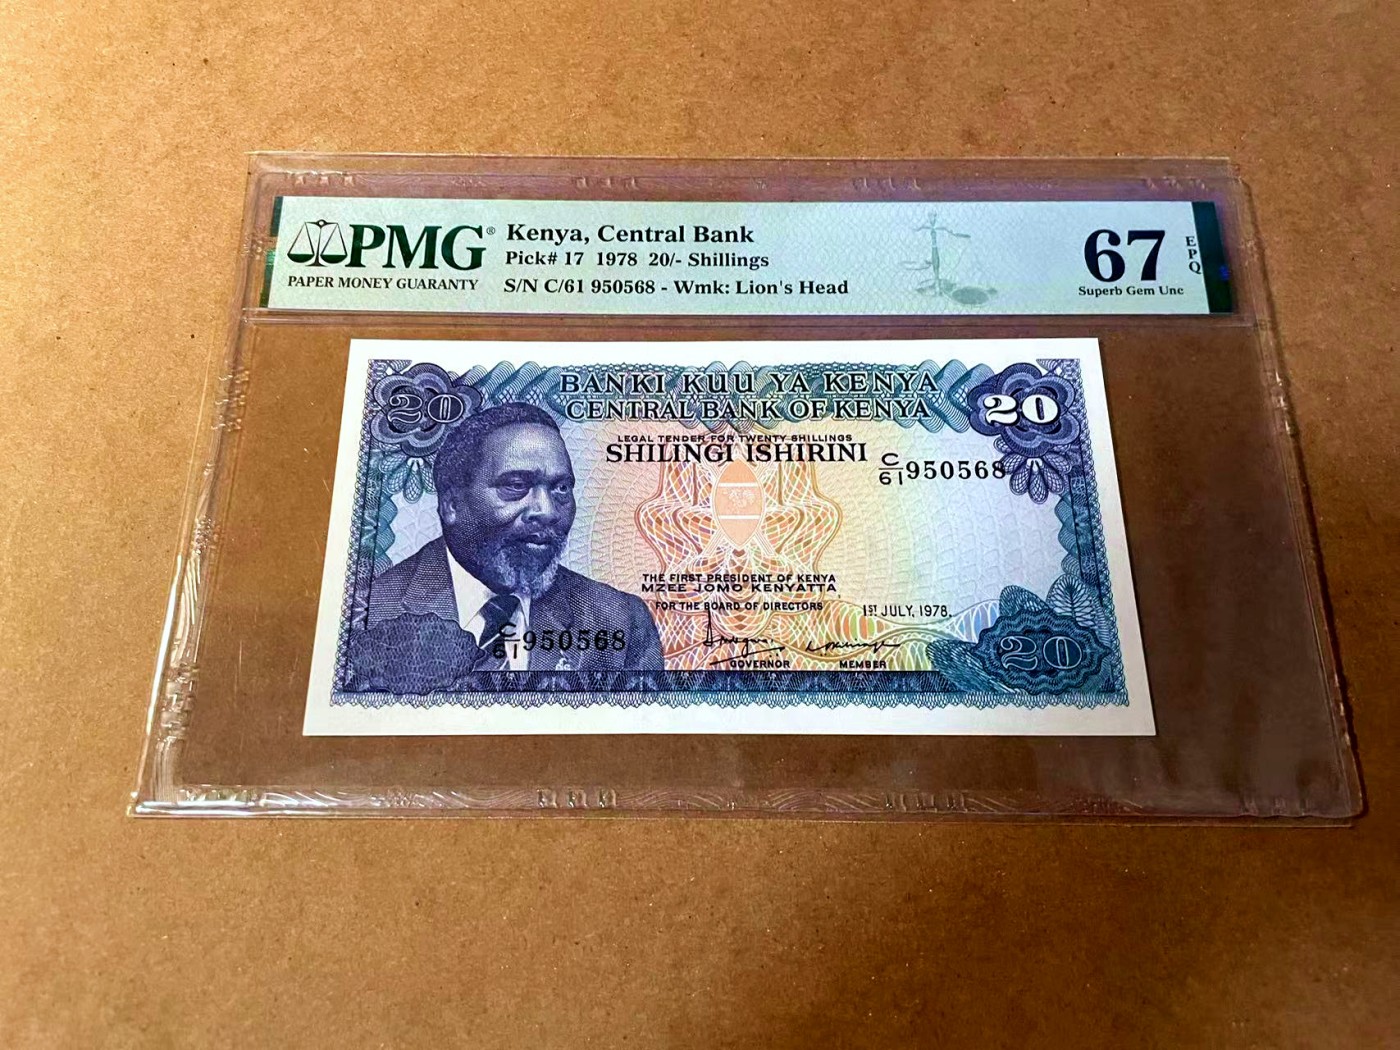 PMG®
PAPER MONEY GUARANTY
Kenya, Central Bank
Pick# 17 1978 20/- Shillings
S/N C/61 950568 - Wmk: Lion's Head
67
EPQ
Superb Gem Unc
20
BANKI KUU YA KENYA
20
CENTRAL BANK OF KENYA
LEGAL TENDER FOR TWENTY SHILLINGS
SHILINGI ISHIRINI
C/61 950568
THE FIRST PRESIDENT OF KENYA
MZEE JOMO KENYATTA
FOR THE BOARD OF DIRECTORS
1ST JULY, 1978.
C/61 950568
GOVERNOR
MEMBER
20